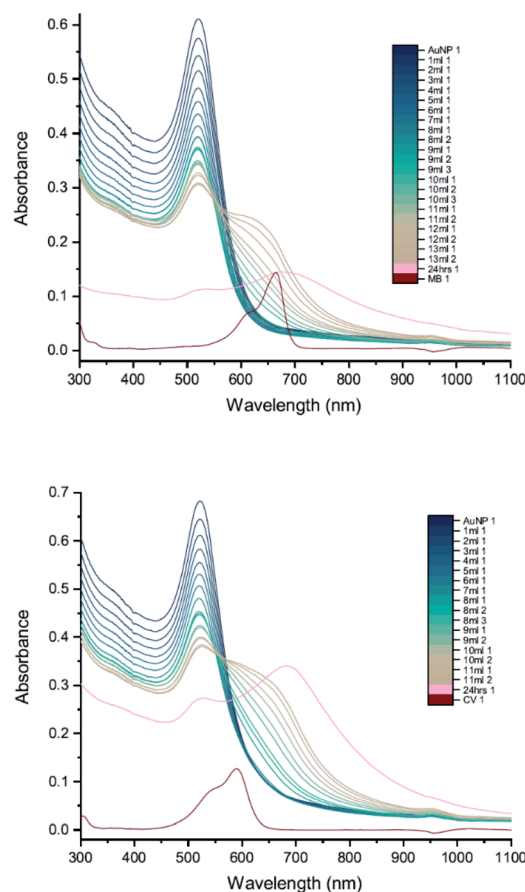 0.6
0.5
0.4
0.3
0.2
0.1
0.0
Absorbance
300 400 500 600 700 800 900 1000 1100
Wavelength (nm)
AuNP 1
1ml 1
2ml 1
3ml 1
4ml 1
5ml 1
6ml 1
7ml 1
8ml 1
8ml 2
9ml 1
9ml 2
9ml 3
10ml 1
10ml 2
10ml 3
11ml 1
11ml 2
12ml 1
12ml 2
13ml 1
13ml 2
24hrs 1
MB 1
0.7
0.6
0.5
0.4
0.3
0.2
0.1
0.0
Absorbance
300 400 500 600 700 800 900 1000 1100
Wavelength (nm)
AuNP 1
1ml 1
2ml 1
3ml 1
4ml 1
5ml 1
6ml 1
7ml 1
8ml 1
8ml 2
8ml 3
9ml 1
9ml 2
10ml 1
10ml 2
11ml 1
11ml 2
24hrs 1
CV 1